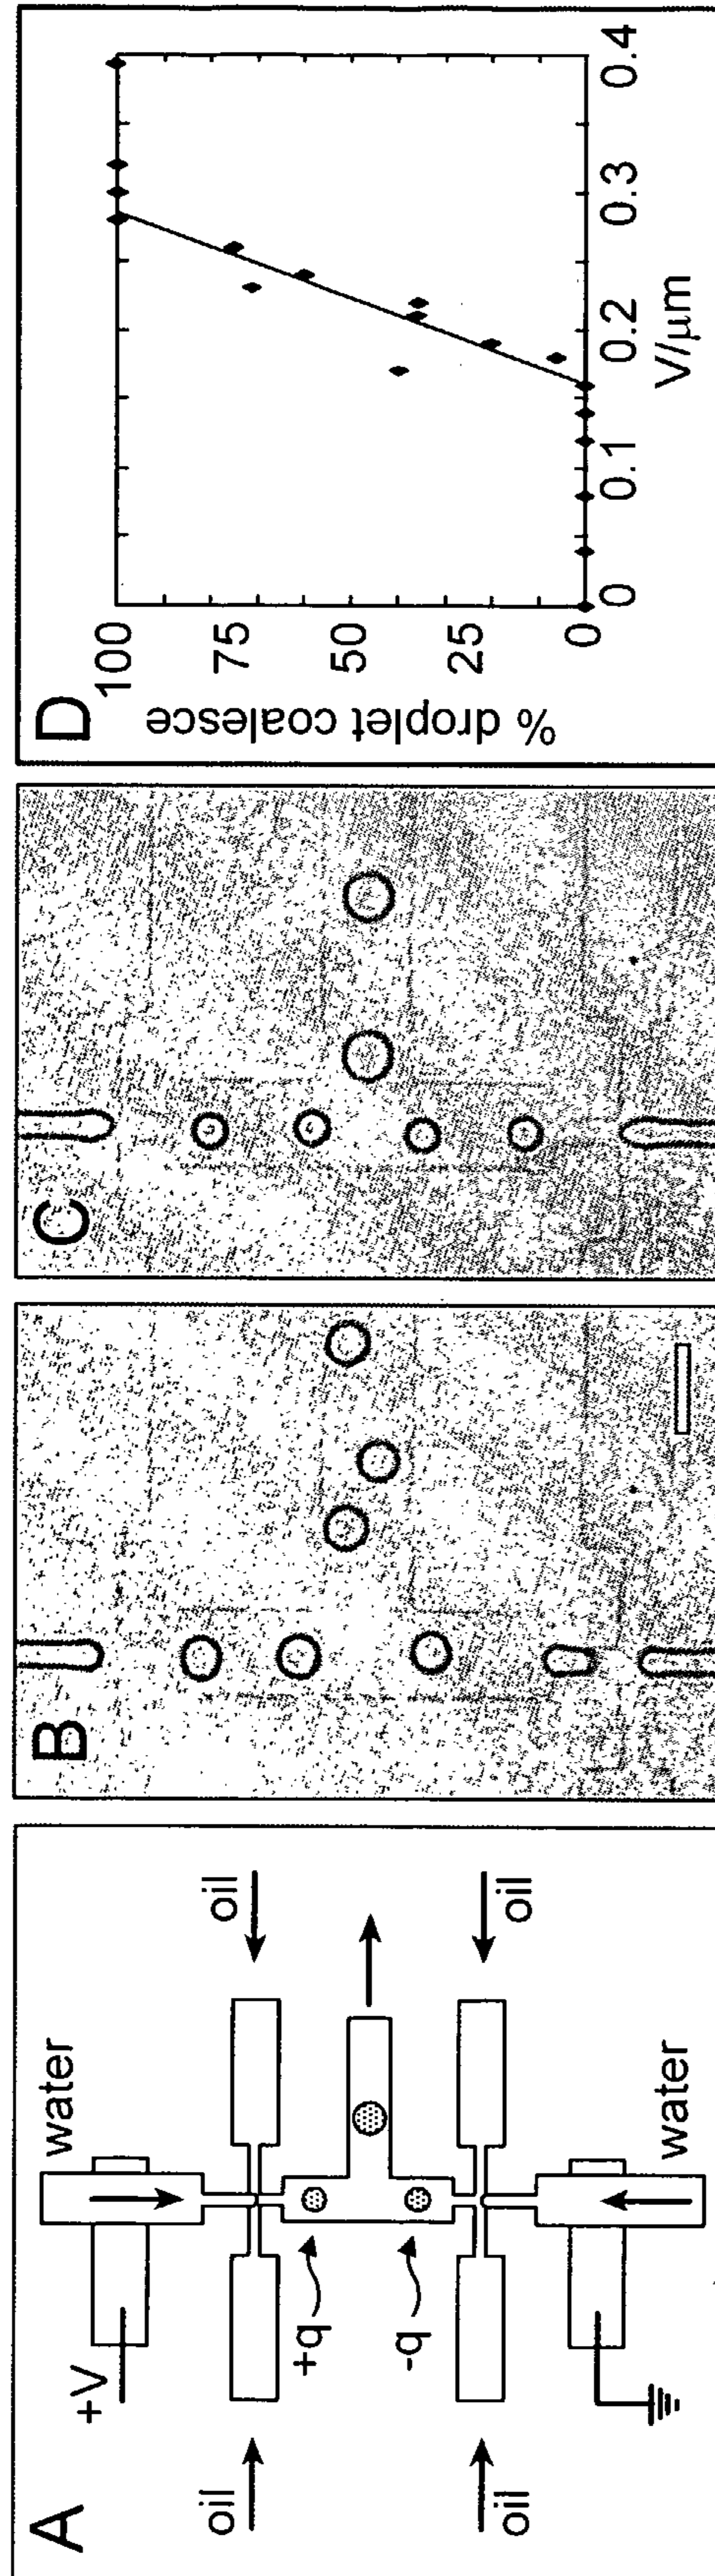 A
water
+V
oil
oil
+q
-q
oil
oil
water
B
C
D
% droplet coalesce
100
75
50
25
0
0
0.1
0.2
0.3
0.4
V/μm